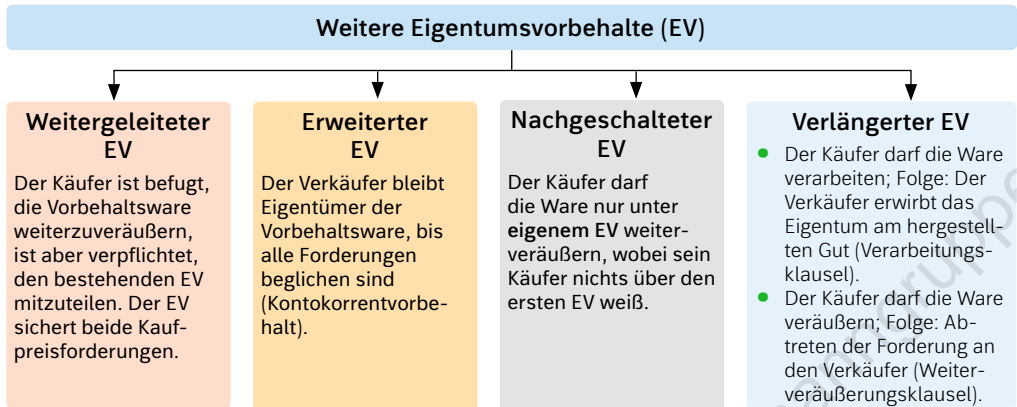 Weitere Eigentumsvorbehalte (EV)
Weitergeleiteter
EV
Der Käufer ist befugt,
die Vorbehaltsware
weiterzuveräußern,
ist aber verpflichtet,
den bestehenden EV
mitzuteilen. Der EV
sichert beide Kauf-
preisforderungen.
Erweiterter
EV
Der Verkäufer bleibt
Eigentümer der
Vorbehaltsware, bis
alle Forderungen
beglichen sind
(Kontokorrentvorbe-
halt).
Nachgeschalteter
EV
Der Käufer darf
die Ware nur unter
eigenem EV weiter-
veräußern, wobei sein
Käufer nichts über den
ersten EV weiß.
Verlängerter EV
• Der Käufer darf die Ware
verarbeiten; Folge: Der
Verkäufer erwirbt das
Eigentum am hergestell-
ten Gut (Verarbeitungs-
klausel).
• Der Käufer darf die Ware
veräußern; Folge: Ab-
treten der Forderung an
den Verkäufer (Weiter-
veräußerungsklausel).